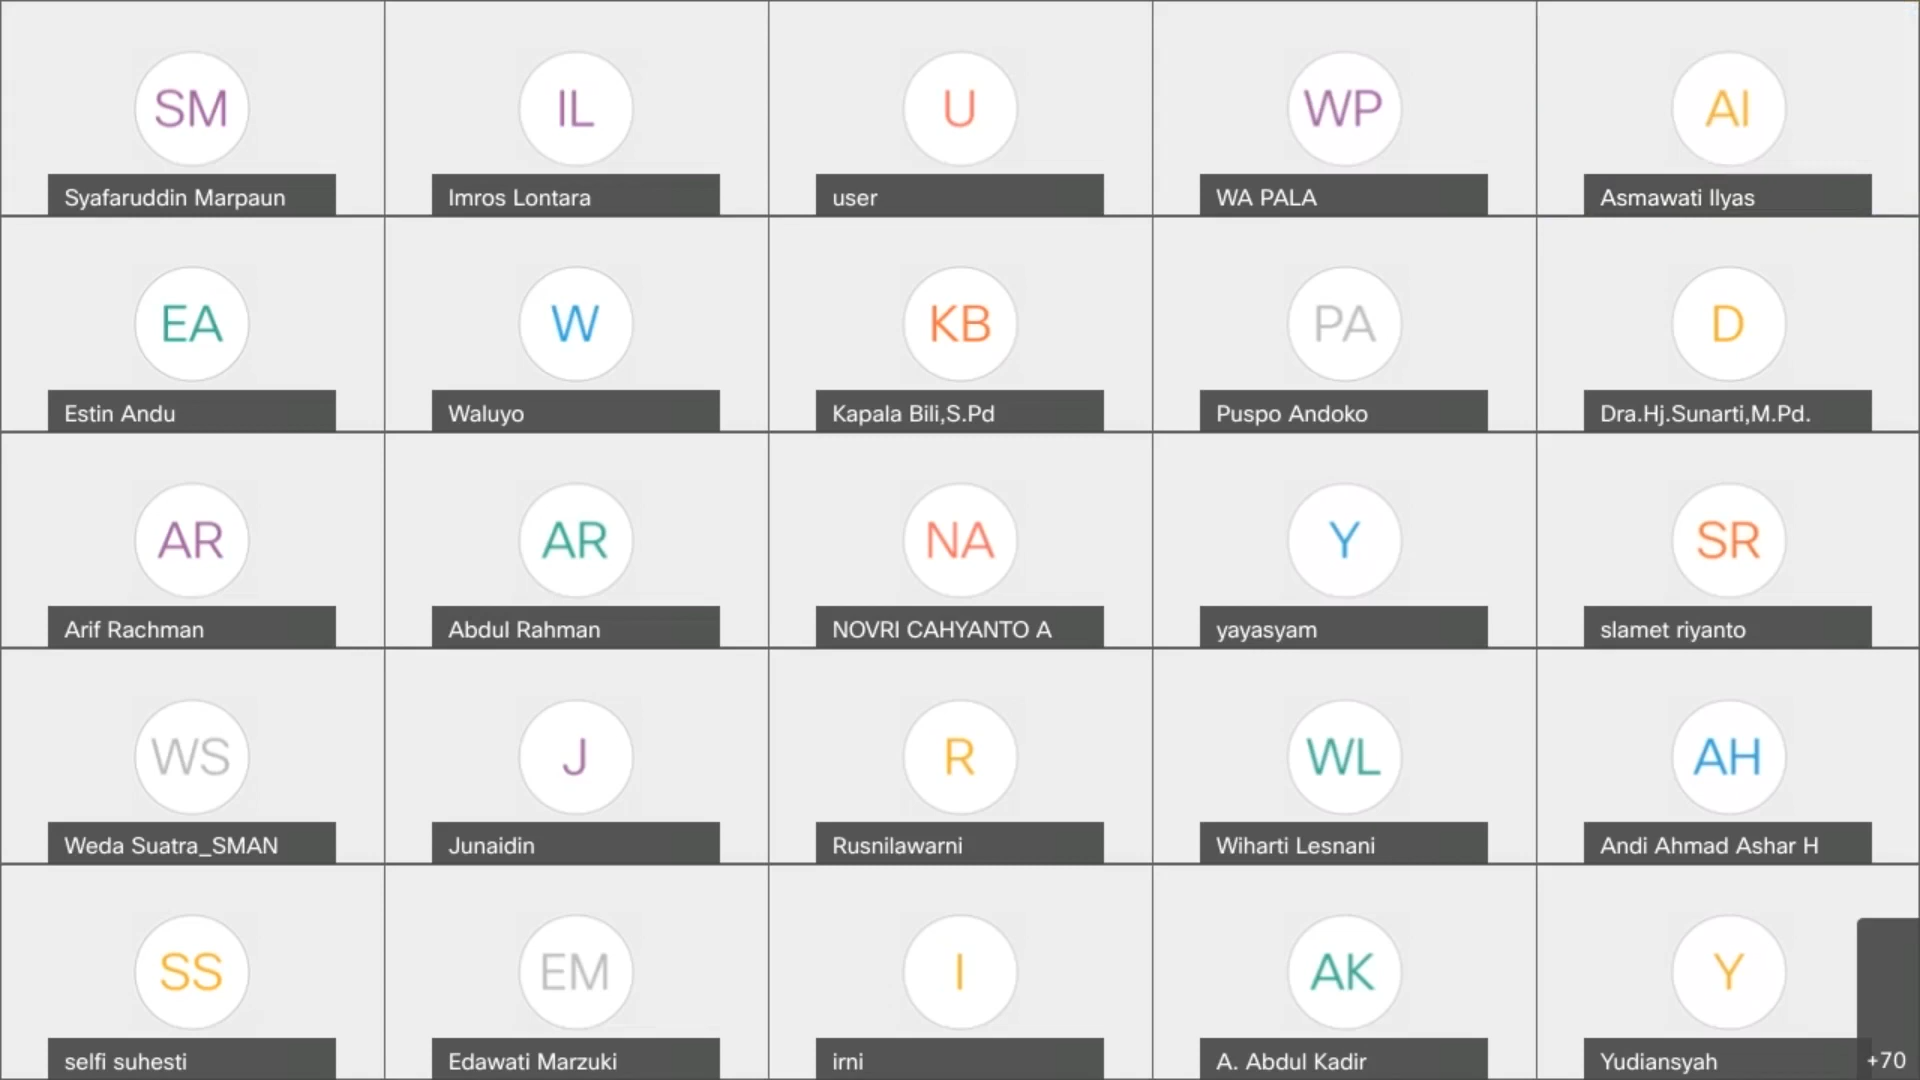 SM
IL
U
WP
AI
Syafaruddin Marpaun
Imros Lontara
user
WA PALA
Asmawati Ilyas
EA
W
KB
PA
D
Estin Andu
Waluyo
Kapala Bili,S.Pd
Puspo Andoko
Dra.Hj.Sunarti,M.Pd.
AR
AR
NA
Y
SR
Arif Rachman
Abdul Rahman
NOVRI CAHYANTO A
yayasyam
slamet riyanto
WS
J
R
WL
AH
Weda Suatra_SMAN
Junaidin
Rusnilawarni
Wiharti Lesnani
Andi Ahmad Ashar H
SS
EM
I
AK
Y
selfi suhesti
Edawati Marzuki
irni
A. Abdul Kadir
Yudiansyah
+70